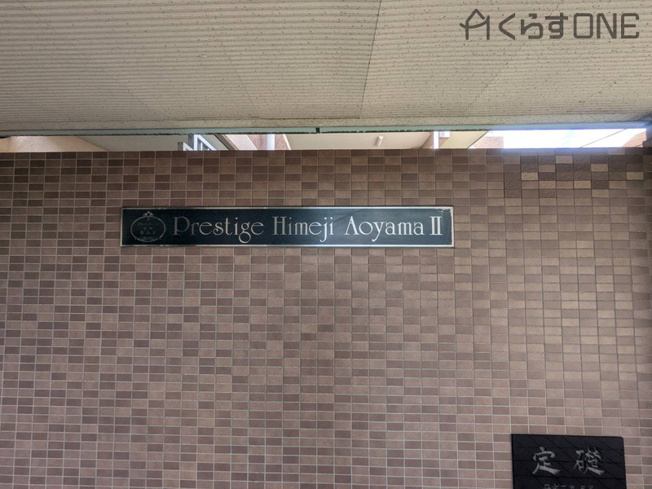 くらすONE
Prestige Himeji Aoyama II
定礎